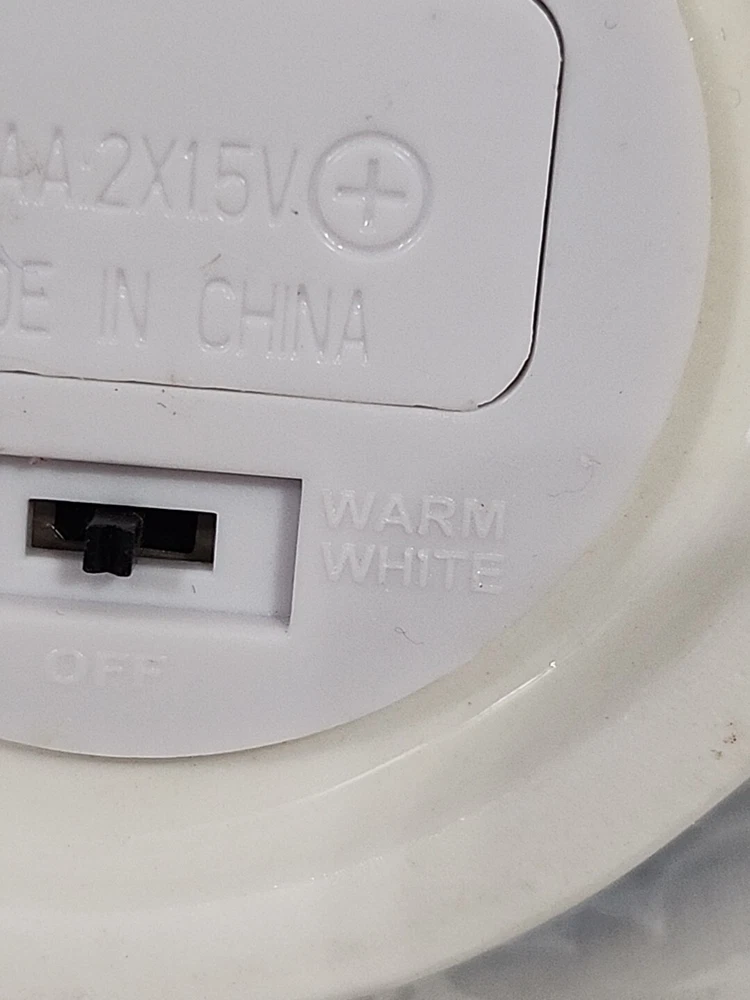 AA:2X1.5V +
DE IN CHINA
WARM
WHITE
OFF